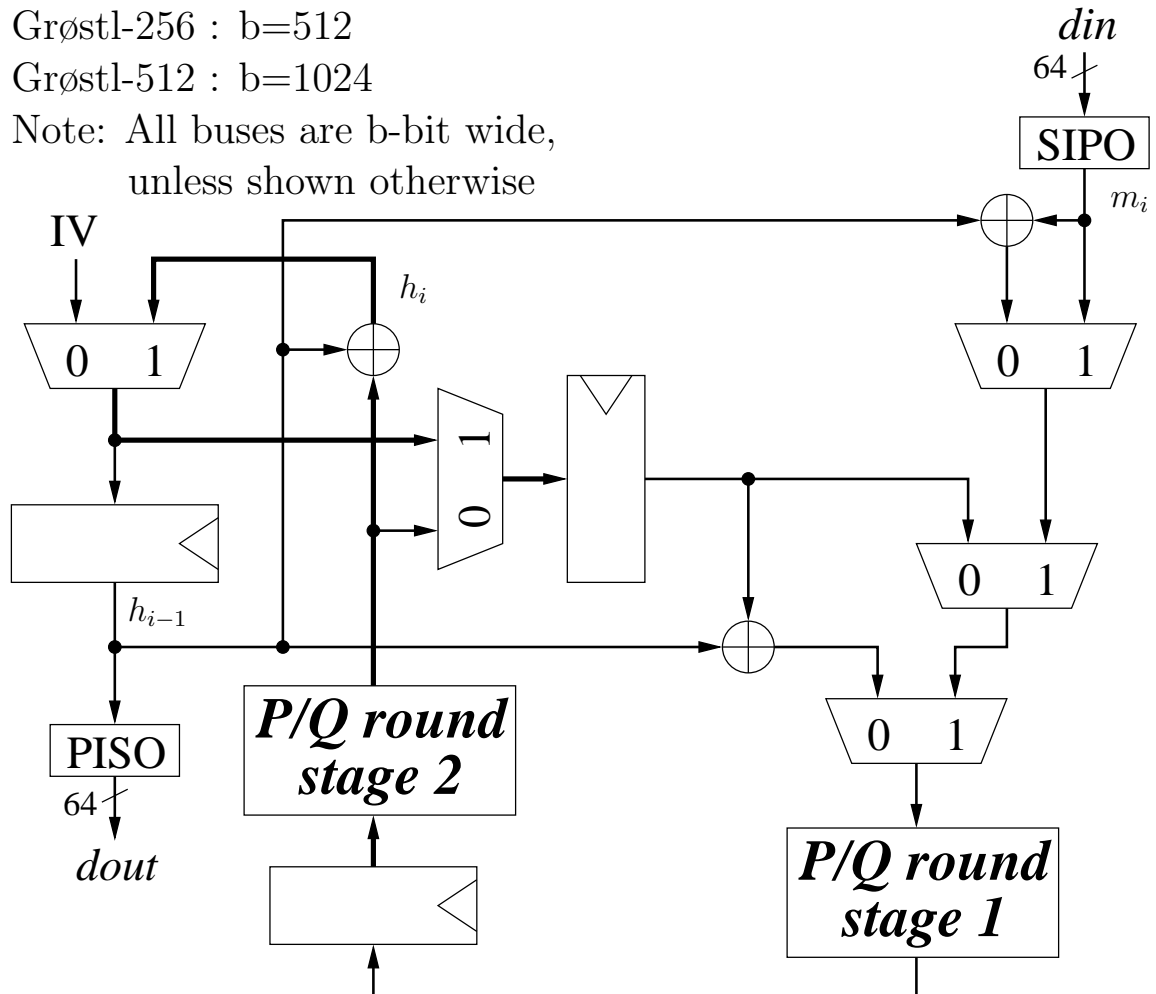 Grøstl-256 : b=512
Grøstl-512 : b=1024
Note: All buses are b-bit wide,
unless shown otherwise
din
64
SIPO
m_i
IV
h_i
0 1
0 1
1
0
0 1
h_{i−1}
P/Q round
stage 2
0 1
PISO
64
dout
P/Q round
stage 1